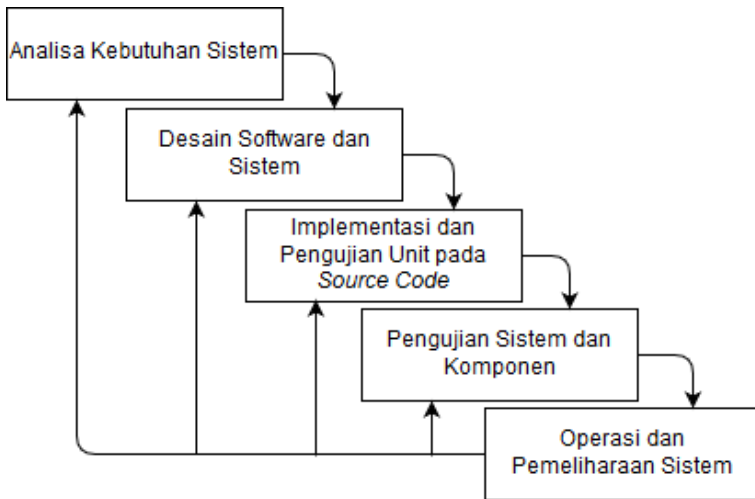 Analisa Kebutuhan Sistem
Desain Software dan
Sistem
Implementasi dan
Pengujian Unit pada
Source Code
Pengujian Sistem dan
Komponen
Operasi dan
Pemeliharaan Sistem